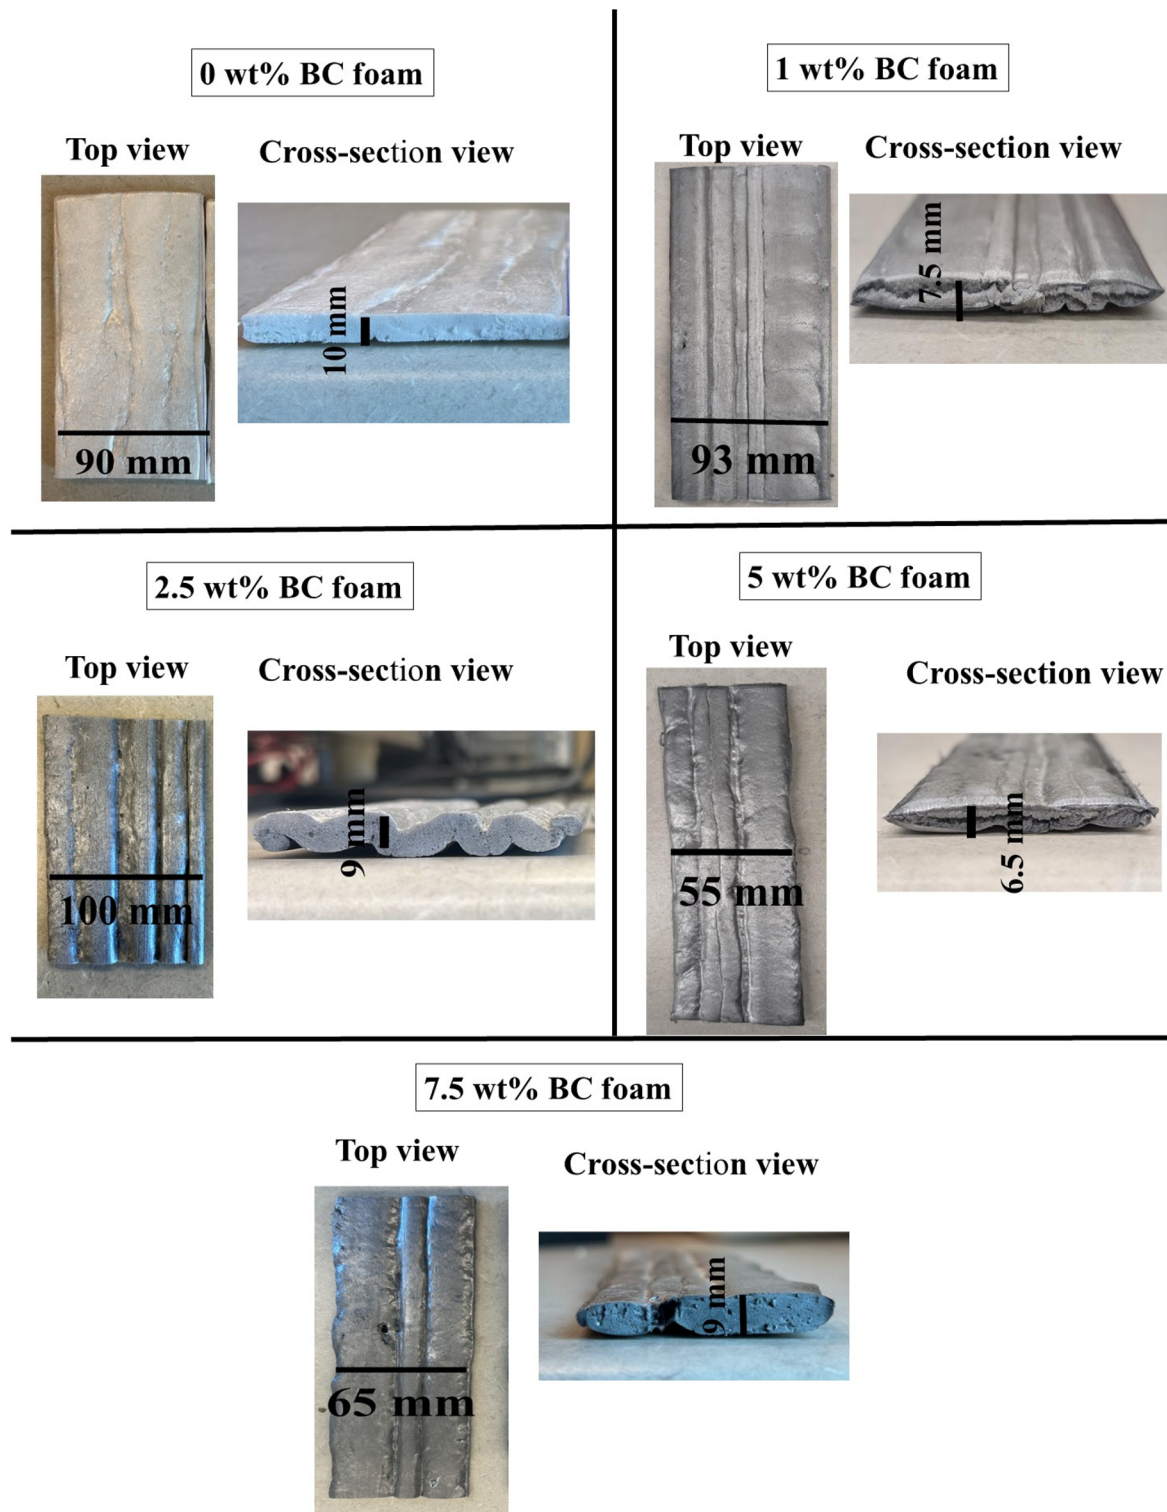 0 wt% BC foam
Top view
Cross-section view
90 mm
10 mm
1 wt% BC foam
Top view
Cross-section view
93 mm
7.5 mm
2.5 wt% BC foam
Top view
Cross-section view
100 mm
9 mm
5 wt% BC foam
Top view
Cross-section view
55 mm
6.5 mm
7.5 wt% BC foam
Top view
Cross-section view
65 mm
9 mm